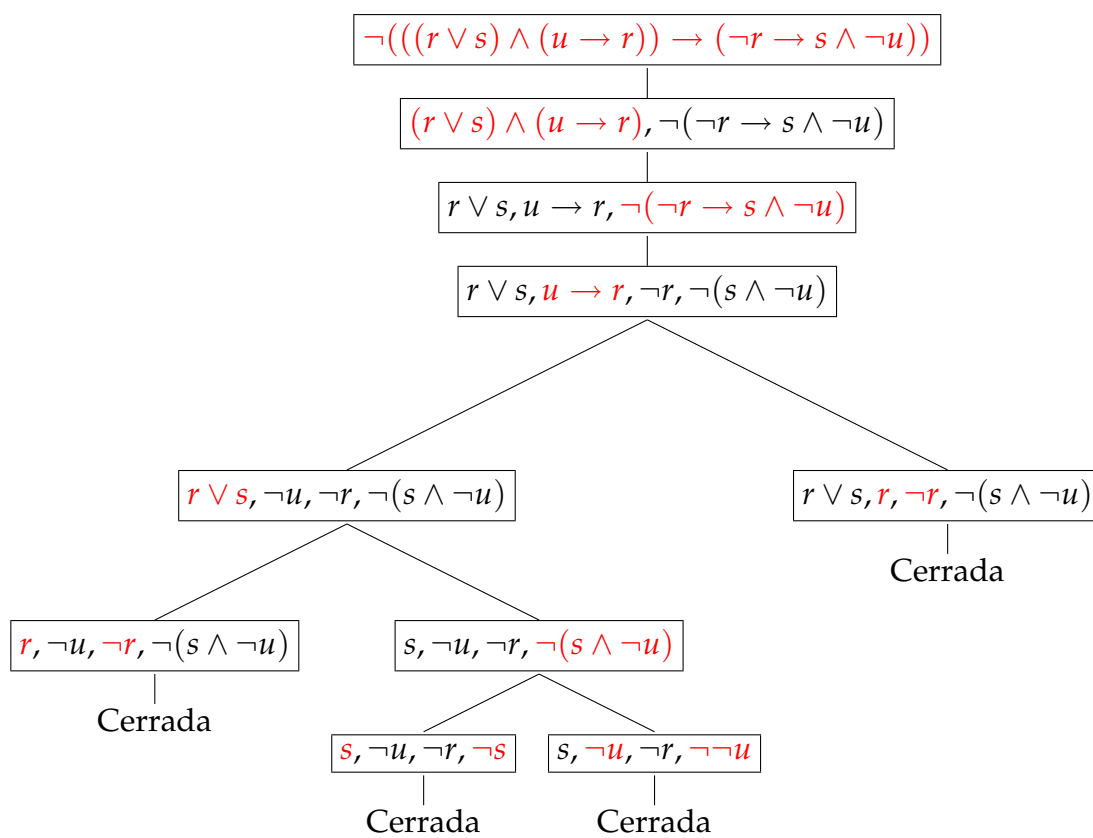 ¬(((r ∨ s) ∧ (u → r)) → (¬r → s ∧ ¬u))
(r ∨ s) ∧ (u → r), ¬(¬r → s ∧ ¬u)
r ∨ s, u → r, ¬(¬r → s ∧ ¬u)
r ∨ s, u → r, ¬r, ¬(s ∧ ¬u)
r ∨ s, ¬u, ¬r, ¬(s ∧ ¬u)
r ∨ s, r, ¬r, ¬(s ∧ ¬u)
Cerrada
r, ¬u, ¬r, ¬(s ∧ ¬u)
s, ¬u, ¬r, ¬(s ∧ ¬u)
Cerrada
s, ¬u, ¬r, ¬s
s, ¬u, ¬r, ¬¬u
Cerrada
Cerrada